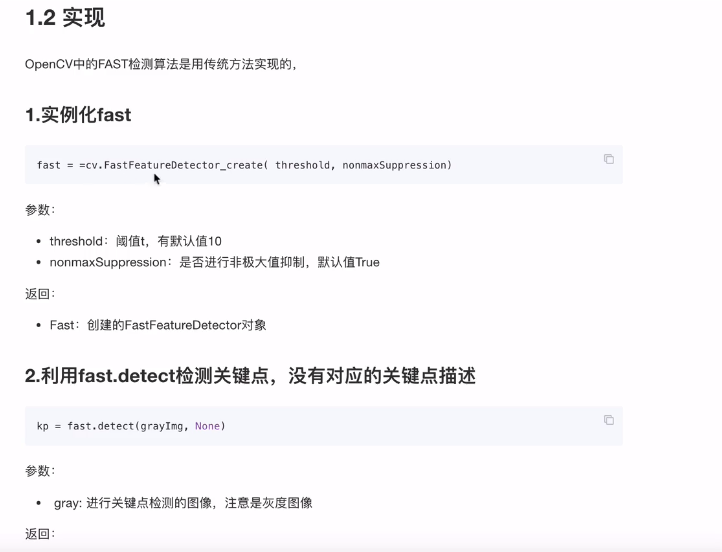 1.2 实现
OpenCV中的FAST检测算法是用传统方法实现的，
1.实例化fast
fast = =cv.FastFeatureDetector_create( threshold, nonmaxSuppression)
参数：
• threshold：阈值t，有默认值10
• nonmaxSuppression：是否进行非极大值抑制，默认值True
返回：
• Fast：创建的FastFeatureDetector对象
2.利用fast.detect检测关键点，没有对应的关键点描述
kp = fast.detect(grayImg, None)
参数：
• gray: 进行关键点检测的图像，注意是灰度图像
返回：